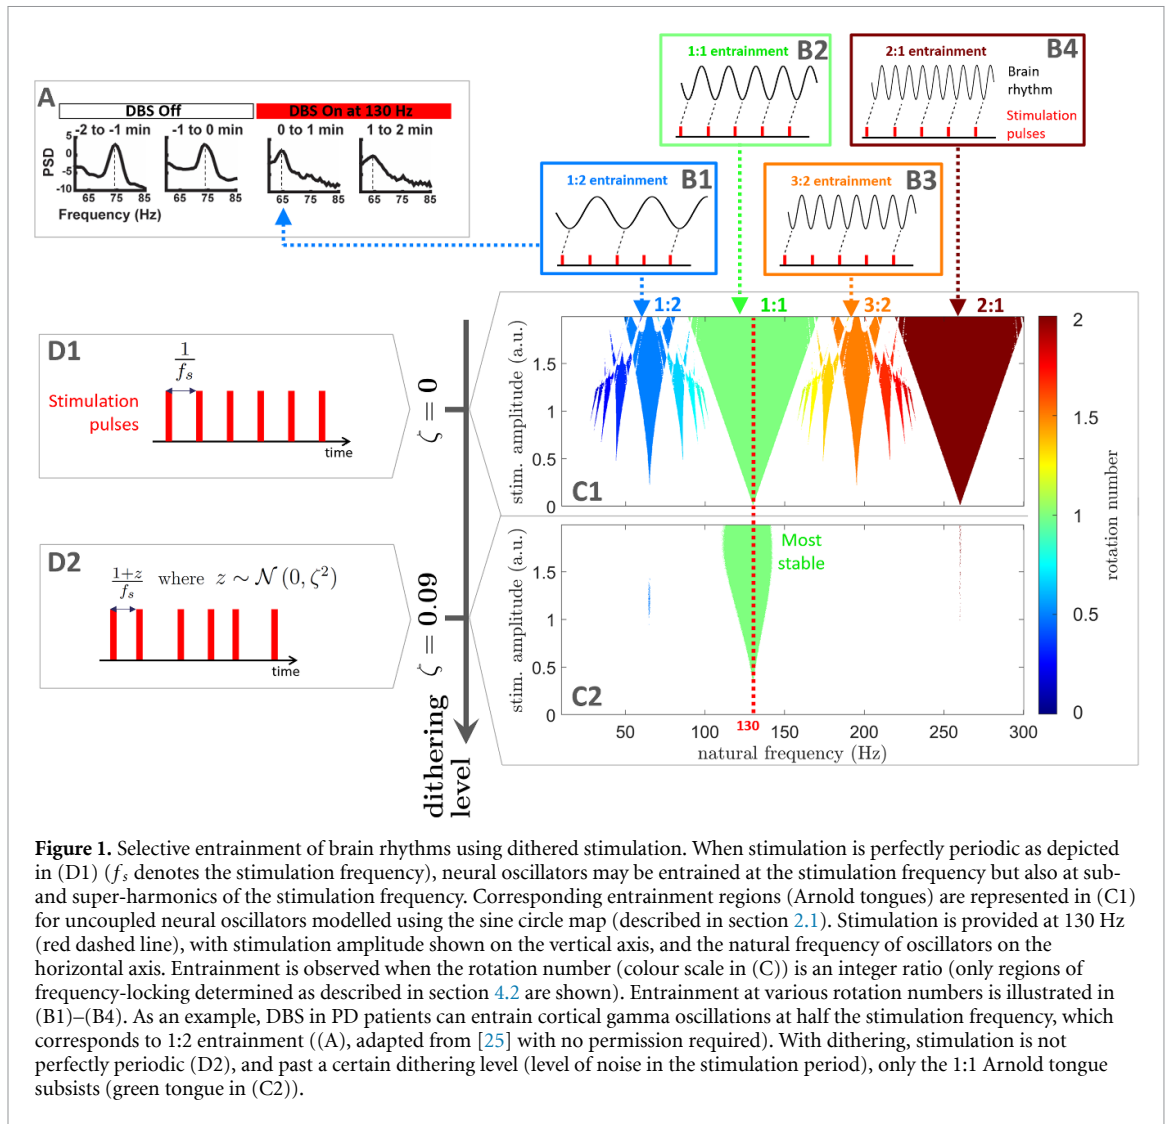 A
DBS Off
DBS On at 130 Hz
-2 to -1 min
-1 to 0 min
0 to 1 min
1 to 2 min
PSD
5
0
-5
-10
65 75 85
65 75 85
65 75 85
65 75 85
Frequency (Hz)
1:2 entrainment
B1
1:1 entrainment
B2
3:2 entrainment
B3
2:1 entrainment
B4
Brain
rhythm
Stimulation
pulses
D1
1/f_s
Stimulation
pulses
time
ζ = 0
D2
(1+z)/f_s where z ∼ 𝒩 (0, ζ²)
time
ζ = 0.09
dithering
level
1:2
1:1
3:2
2:1
stim. amplitude (a.u.)
1.5
1
0.5
0
C1
stim. amplitude (a.u.)
1.5
1
0.5
0
C2
Most
stable
130
50 100 150 200 250 300
natural frequency (Hz)
2
1.5
1
0.5
0
rotation number
Figure 1. Selective entrainment of brain rhythms using dithered stimulation. When stimulation is perfectly periodic as depicted
in (D1) (f_s denotes the stimulation frequency), neural oscillators may be entrained at the stimulation frequency but also at sub-
and super-harmonics of the stimulation frequency. Corresponding entrainment regions (Arnold tongues) are represented in (C1)
for uncoupled neural oscillators modelled using the sine circle map (described in section 2.1). Stimulation is provided at 130 Hz
(red dashed line), with stimulation amplitude shown on the vertical axis, and the natural frequency of oscillators on the
horizontal axis. Entrainment is observed when the rotation number (colour scale in (C)) is an integer ratio (only regions of
frequency-locking determined as described in section 4.2 are shown). Entrainment at various rotation numbers is illustrated in
(B1)–(B4). As an example, DBS in PD patients can entrain cortical gamma oscillations at half the stimulation frequency, which
corresponds to 1:2 entrainment ((A), adapted from [25] with no permission required). With dithering, stimulation is not
perfectly periodic (D2), and past a certain dithering level (level of noise in the stimulation period), only the 1:1 Arnold tongue
subsists (green tongue in (C2)).